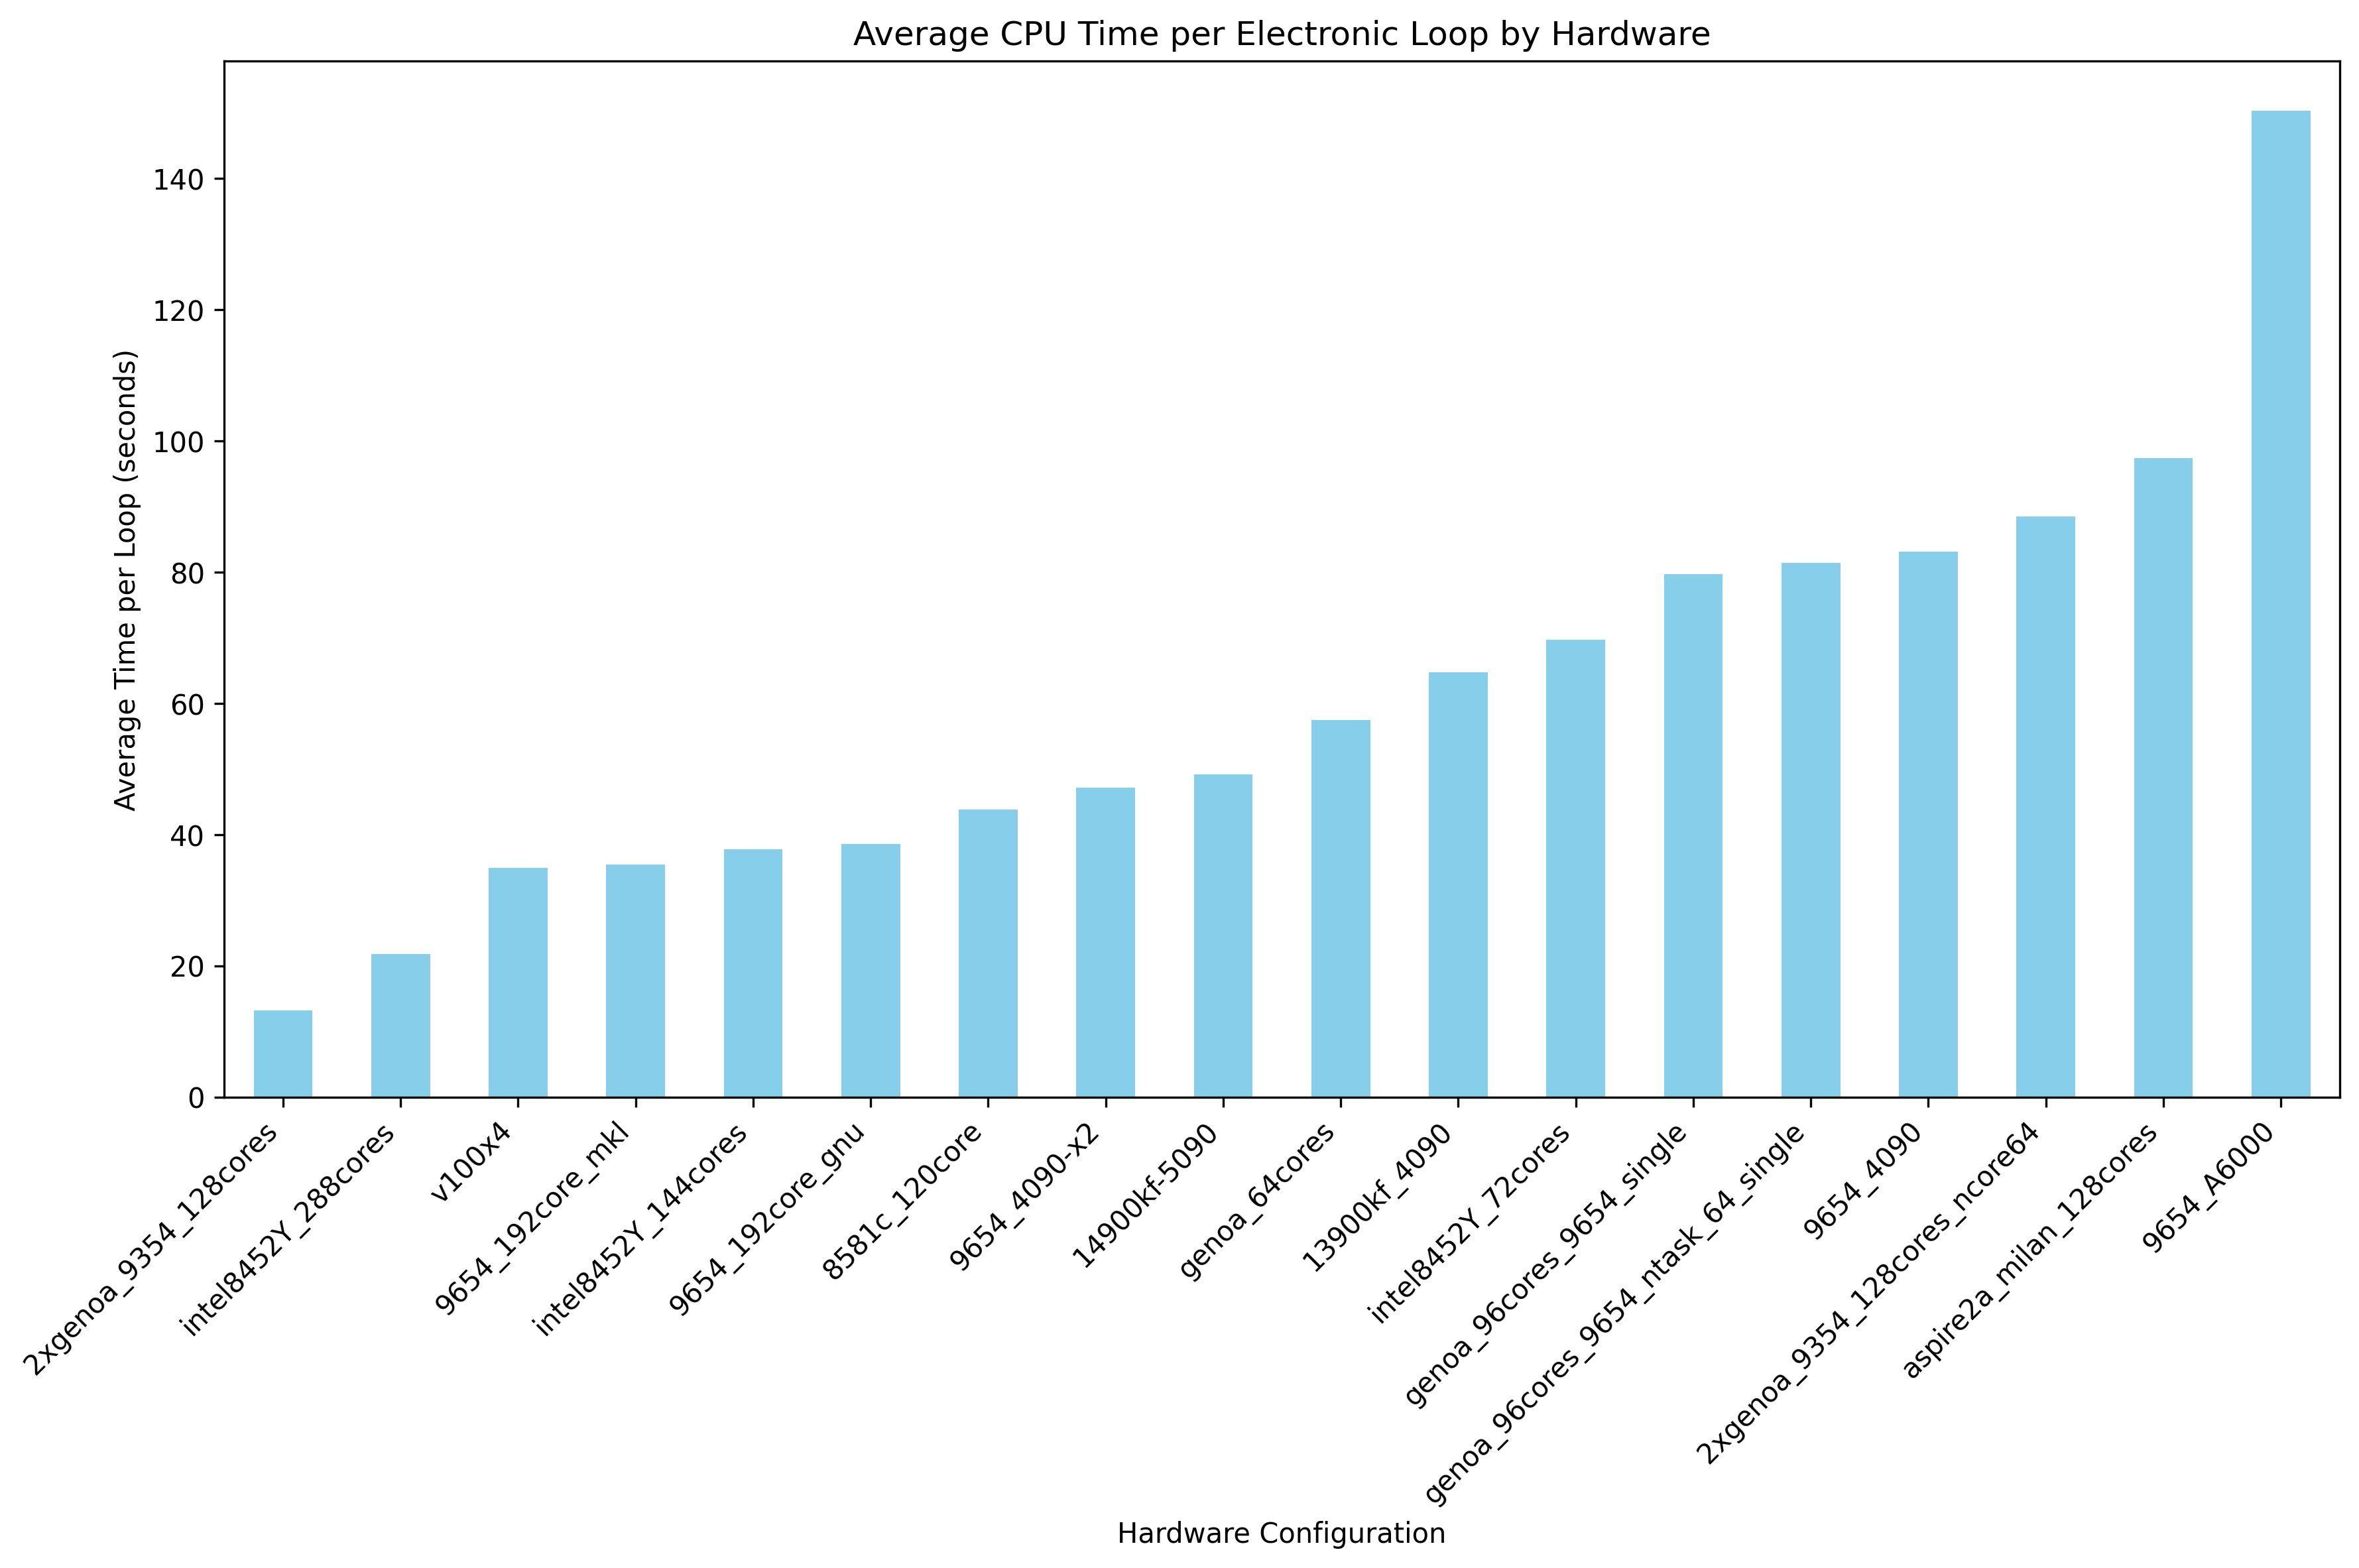 Average CPU Time per Electronic Loop by Hardware
Average Time per Loop (seconds)
140
120
100
80
60
40
20
0
2xgenoa_9354_128cores
intel8452Y_288cores
v100x4
9654_192core_mkl
intel8452Y_144cores
9654_192core_gnu
8581c_120core
9654_4090-x2
14900kf-5090
genoa_64cores
13900kf_4090
intel8452Y_72cores
genoa_96cores_9654_single
genoa_96cores_9654_ntask_64_single
9654_4090
2xgenoa_9354_128cores_ncore64
aspire2a_milan_128cores
9654_A6000
Hardware Configuration